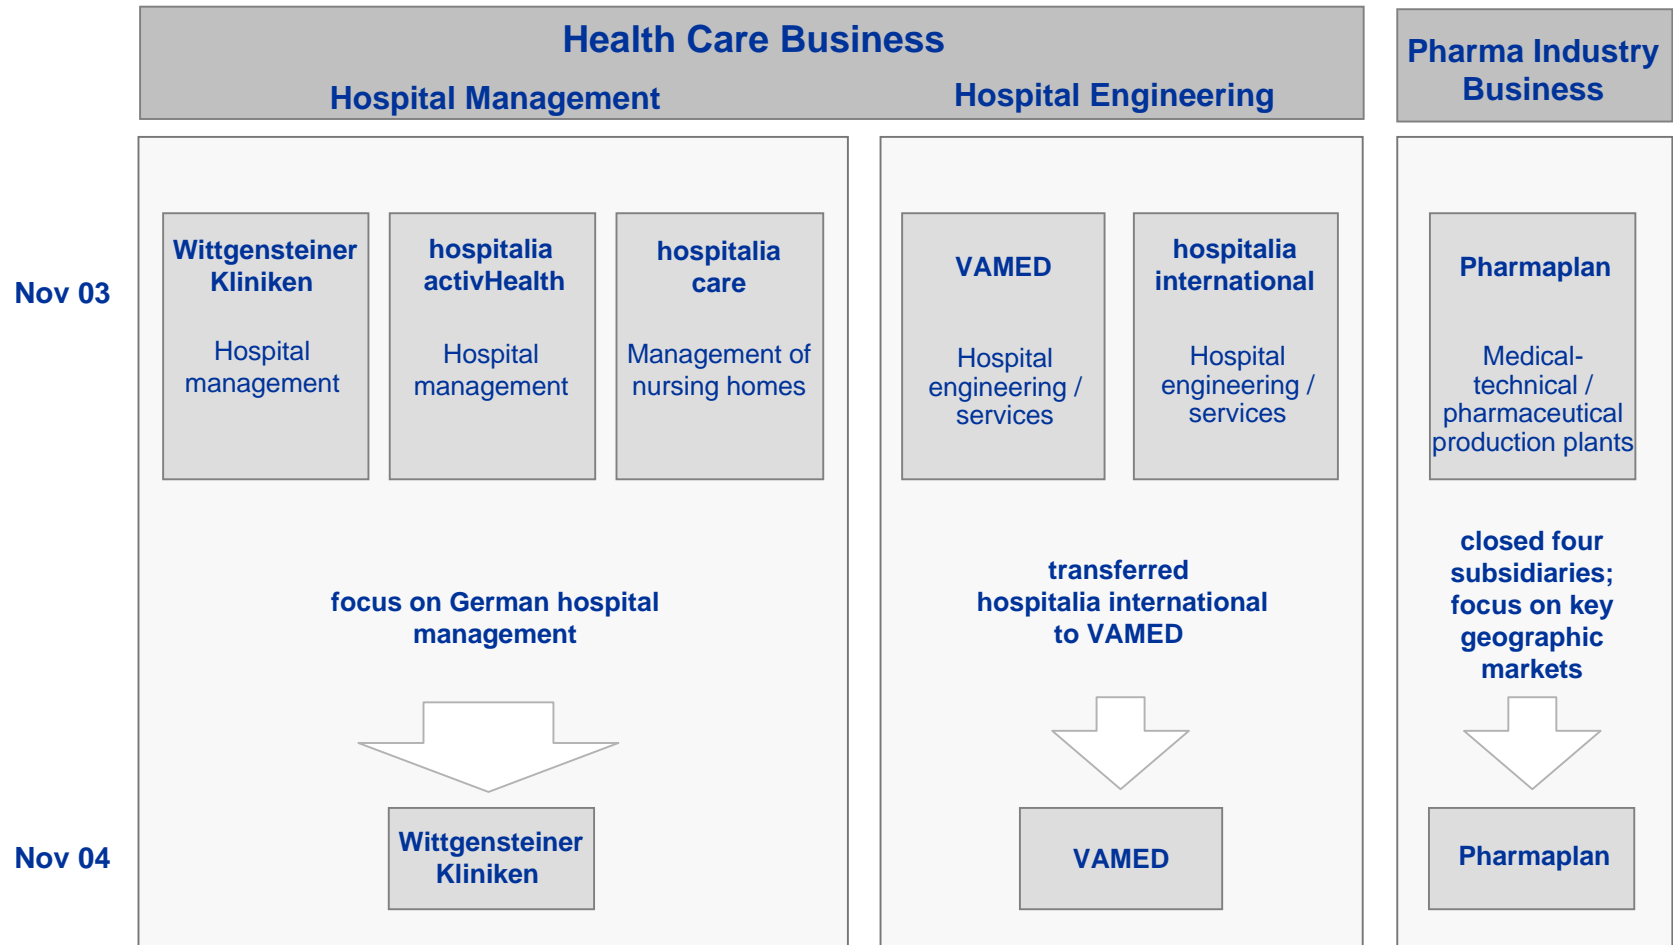 Health Care Business
Hospital Management
Hospital Engineering
Pharma Industry
Business
Nov 03
Wittgensteiner
Kliniken
Hospital
management
hospitalia
activHealth
Hospital
management
hospitalia
care
Management of
nursing homes
VAMED
Hospital
engineering /
services
hospitalia
international
Hospital
engineering /
services
Pharmaplan
Medical-
technical /
pharmaceutical
production plants
focus on German hospital
management
transferred
hospitalia international
to VAMED
closed four
subsidiaries;
focus on key
geographic
markets
Nov 04
Wittgensteiner
Kliniken
VAMED
Pharmaplan